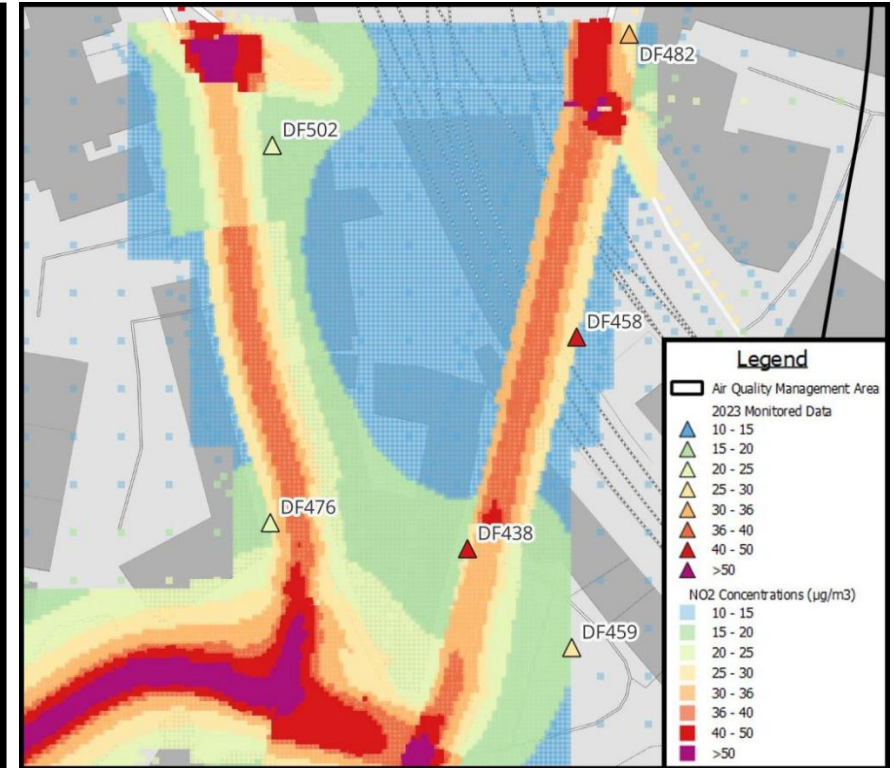 DF482
DF502
DF458
DF476
DF438
DF459
Legend
Air Quality Management Area
2023 Monitored Data
10 - 15
15 - 20
20 - 25
25 - 30
30 - 36
36 - 40
40 - 50
>50
NO2 Concentrations (µg/m3)
10 - 15
15 - 20
20 - 25
25 - 30
30 - 36
36 - 40
40 - 50
>50